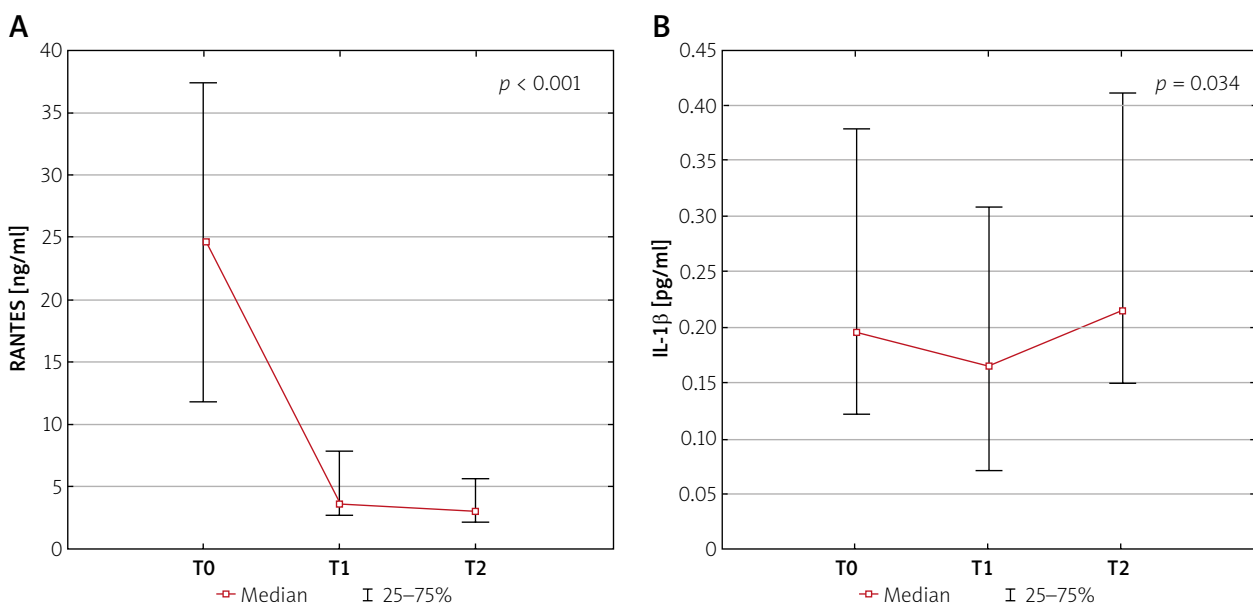 A
40
35
30
25
20
15
10
5
0
RANTES [ng/ml]
p < 0.001
T0 T1 T2
Median 25–75%
B
0.45
0.40
0.35
0.30
0.25
0.20
0.15
0.10
0.05
0
IL-1β [pg/ml]
p = 0.034
T0 T1 T2
Median 25–75%